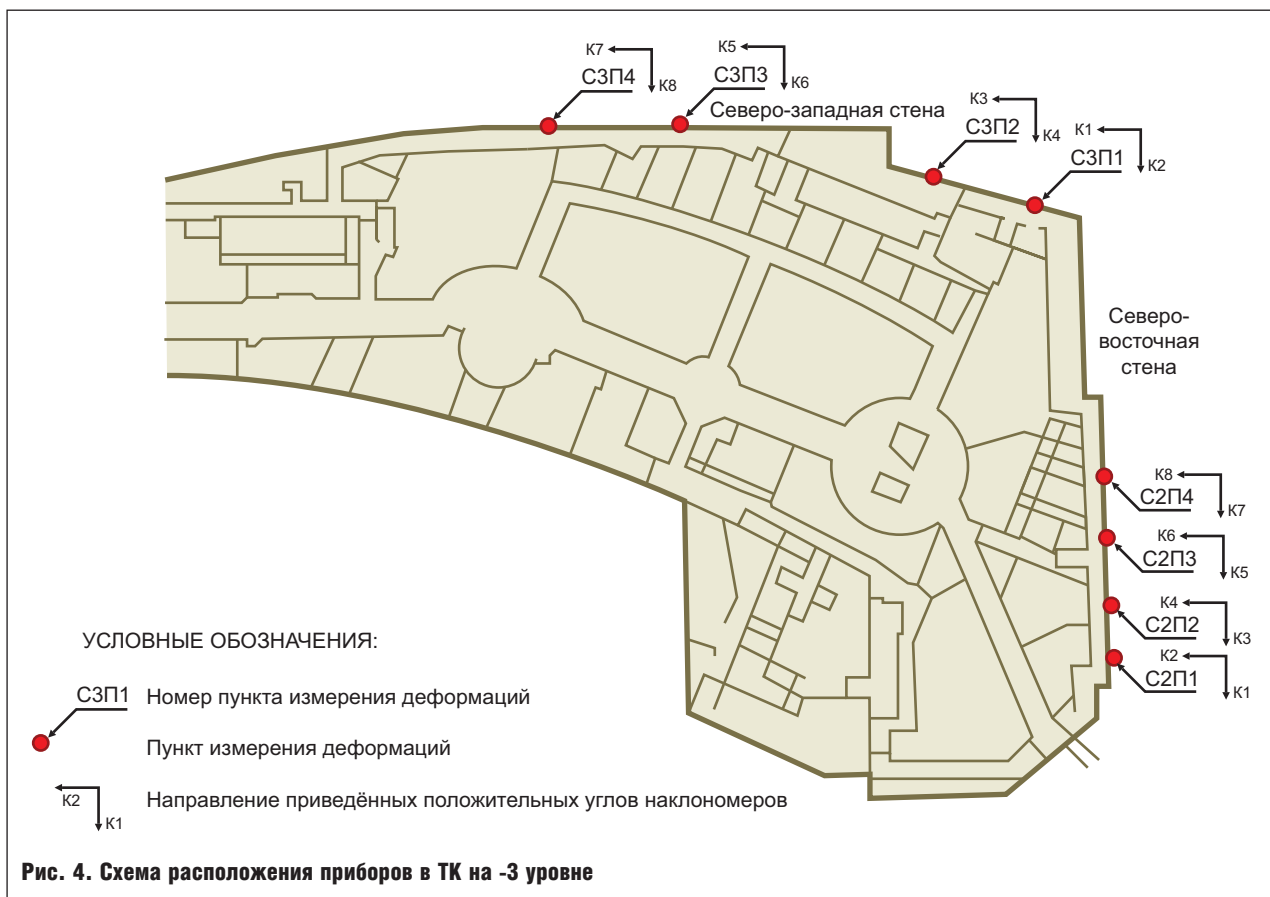 К7
К8
С3П4
К5
К6
С3П3
Северо-западная стена
К3
К4
С3П2
К1
К2
С3П1
Северо-
восточная
стена
К8
К7
С2П4
К6
К5
С2П3
К4
К3
С2П2
К2
К1
С2П1
УСЛОВНЫЕ ОБОЗНАЧЕНИЯ:
С3П1 Номер пункта измерения деформаций
Пункт измерения деформаций
К2 К1 Направление приведённых положительных углов наклономеров
Рис. 4. Схема расположения приборов в ТК на -3 уровне